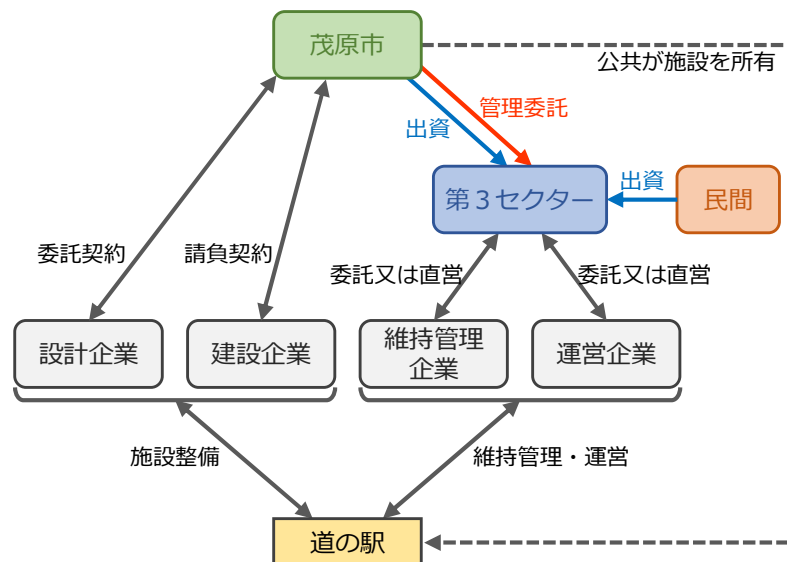 茂原市
公共が施設を所有
管理委託
出資
第３セクター
出資
民間
委託契約
請負契約
委託又は直営
委託又は直営
設計企業
建設企業
維持管理
企業
運営企業
施設整備
維持管理・運営
道の駅